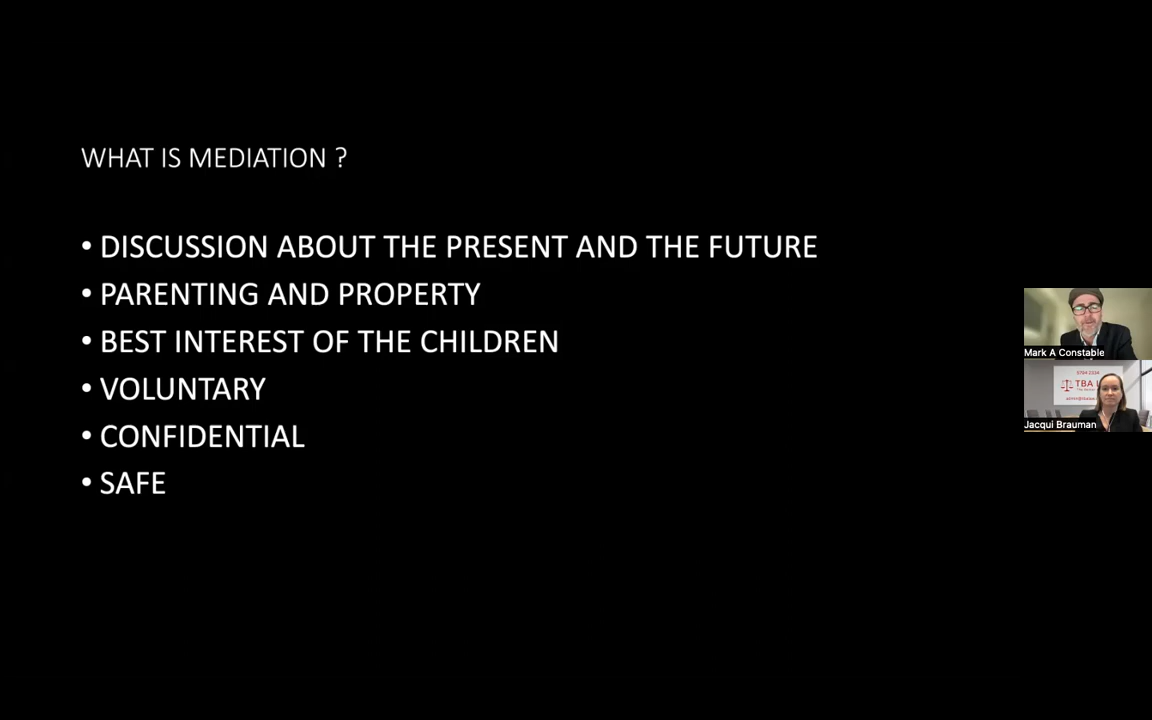 WHAT IS MEDIATION ?
• DISCUSSION ABOUT THE PRESENT AND THE FUTURE
• PARENTING AND PROPERTY
• BEST INTEREST OF THE CHILDREN
• VOLUNTARY
• CONFIDENTIAL
• SAFE
Mark A Constable
TBA
Jacqui Brauman